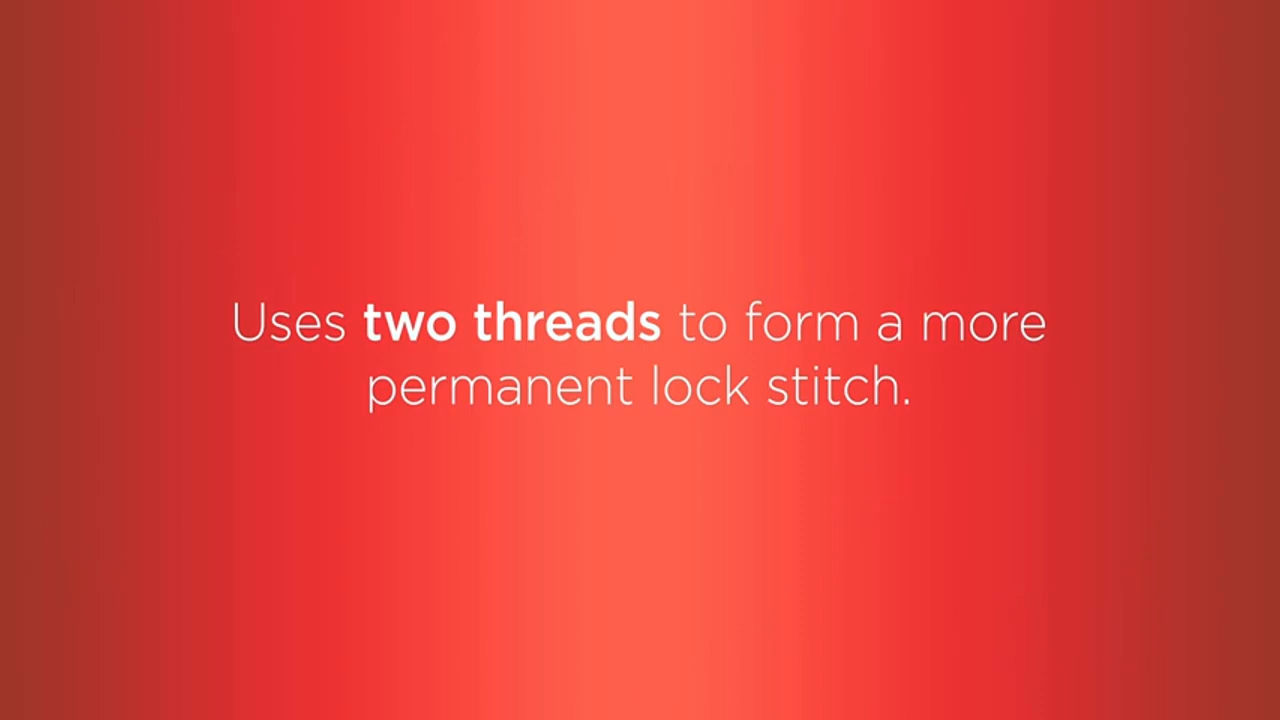 Uses two threads to form a more
permanent lock stitch.